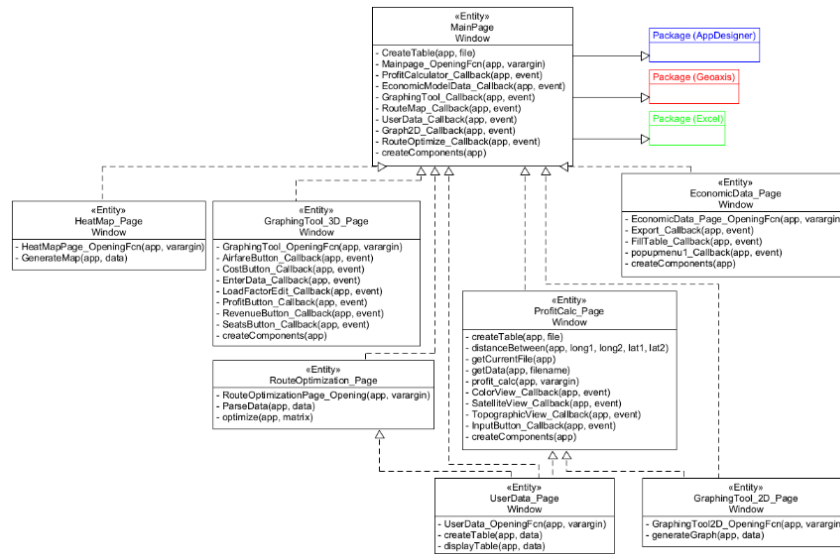 «Entity»
MainPage
Window
- CreateTable(app, file)
- Mainpage_OpeningFcn(app, varargin)
- ProfitCalculator_Callback(app, event)
- EconomicModelData_Callback(app, event)
- GraphingTool_Callback(app, event)
- RouteMap_Callback(app, event)
- UserData_Callback(app, event)
- Graph2D_Callback(app, event)
- RouteOptimize_Callback(app, event)
- createComponents(app)
Package (AppDesigner)
Package (Geoaxis)
Package (Excel)
«Entity»
HeatMap_Page
Window
- HeatMapPage_OpeningFcn(app, varargin)
- GenerateMap(app, data)
«Entity»
GraphingTool_3D_Page
Window
- GraphingTool_OpeningFcn(app, varargin)
- AirfareButton_Callback(app, event)
- CostButton_Callback(app, event)
- EnterData_Callback(app, event)
- LoadFactorEdit_Callback(app, event)
- ProfitButton_Callback(app, event)
- RevenueButton_Callback(app, event)
- SeatsButton_Callback(app, event)
- createComponents(app)
«Entity»
EconomicData_Page
Window
- EconomicData_Page_OpeningFcn(app, varargin)
- Export_Callback(app, event)
- FillTable_Callback(app, event)
- popupmenu1_Callback(app, event)
- createComponents(app)
«Entity»
ProfitCalc_Page
Window
- createTable(app, file)
- distanceBetween(app, long1, long2, lat1, lat2)
- getCurrentFile(app)
- getData(app, filename)
- profit_calc(app, varargin)
- ColorView_Callback(app, event)
- SatelliteView_Callback(app, event)
- TopographicView_Callback(app, event)
- InputButton_Callback(app, event)
- createComponents(app)
«Entity»
RouteOptimization_Page
Window
- RouteOptimizationPage_Opening(app, varargin)
- ParseData(app, data)
- optimize(app, matrix)
«Entity»
UserData_Page
Window
- UserData_OpeningFcn(app, varargin)
- createTable(app, data)
- displayTable(app, data)
«Entity»
GraphingTool_2D_Page
Window
- GraphingTool2D_OpeningFcn(app, varargin)
- generateGraph(app, data)